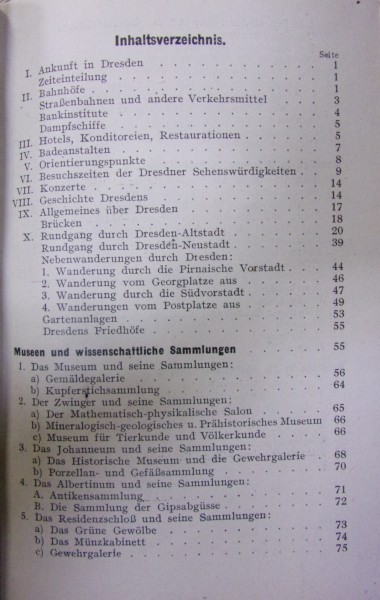 Inhaltsverzeichnis.
Seite
I. Ankunft in Dresden . . . . . . . . 1
Zeiteinteilung . . . . . . . . 1
II. Bahnhöfe . . . . . . . . 1
Straßenbahnen und andere Verkehrsmittel . . . . 3
Bankinstitute . . . . . . . . 4
Dampfschiffe . . . . . . . . 5
III. Hotels, Konditoreien, Restaurationen . . . . . 5
IV. Badeanstalten . . . . . . . . 7
V. Orientierungspunkte . . . . . . . . 8
VI. Besuchszeiten der Dresdner Sehenswürdigkeiten . . 9
VII. Konzerte . . . . . . . . 14
VIII. Geschichte Dresdens . . . . . . . . 14
IX. Allgemeines über Dresden . . . . . . . . 17
Brücken . . . . . . . . 18
X. Rundgang durch Dresden-Altstadt . . . . . . 20
Rundgang durch Dresden-Neustadt . . . . . . 39
Nebenwanderungen durch Dresden:
1. Wanderung durch die Pirnaische Vorstadt . . . 44
2. Wanderung vom Georgplatze aus . . . . . 46
3. Wanderung durch die Südvorstadt . . . . . 47
4. Wanderungen vom Postplatze aus . . . . . 49
Gartenanlagen . . . . . . . . 53
Dresdens Friedhöfe . . . . . . . . 55
Museen und wissenschaftliche Sammlungen . . . . . 55
1. Das Museum und seine Sammlungen:
a) Gemäldegalerie . . . . . . . . 56
b) Kupferstichsammlung . . . . . . . . 64
2. Der Zwinger und seine Sammlungen:
a) Der Mathematisch-physikalische Salon . . . . 65
b) Mineralogisch-geologisches u. Prähistorisches Museum 66
c) Museum für Tierkunde und Völkerkunde . . . 66
3. Das Johanneum und seine Sammlungen:
a) Das Historische Museum und die Gewehrgalerie . . 68
b) Porzellan- und Gefäßsammlung . . . . . 70
4. Das Albertinum und seine Sammlungen:
A. Antikensammlung . . . . . . . . 71
B. Die Sammlung der Gipsabgüsse . . . . . . 72
5. Das Residenzschloß und seine Sammlungen:
a) Das Grüne Gewölbe . . . . . . . . 73
b) Das Münzkabinett . . . . . . . . 74
c) Gewehrgalerie . . . . . . . . 75